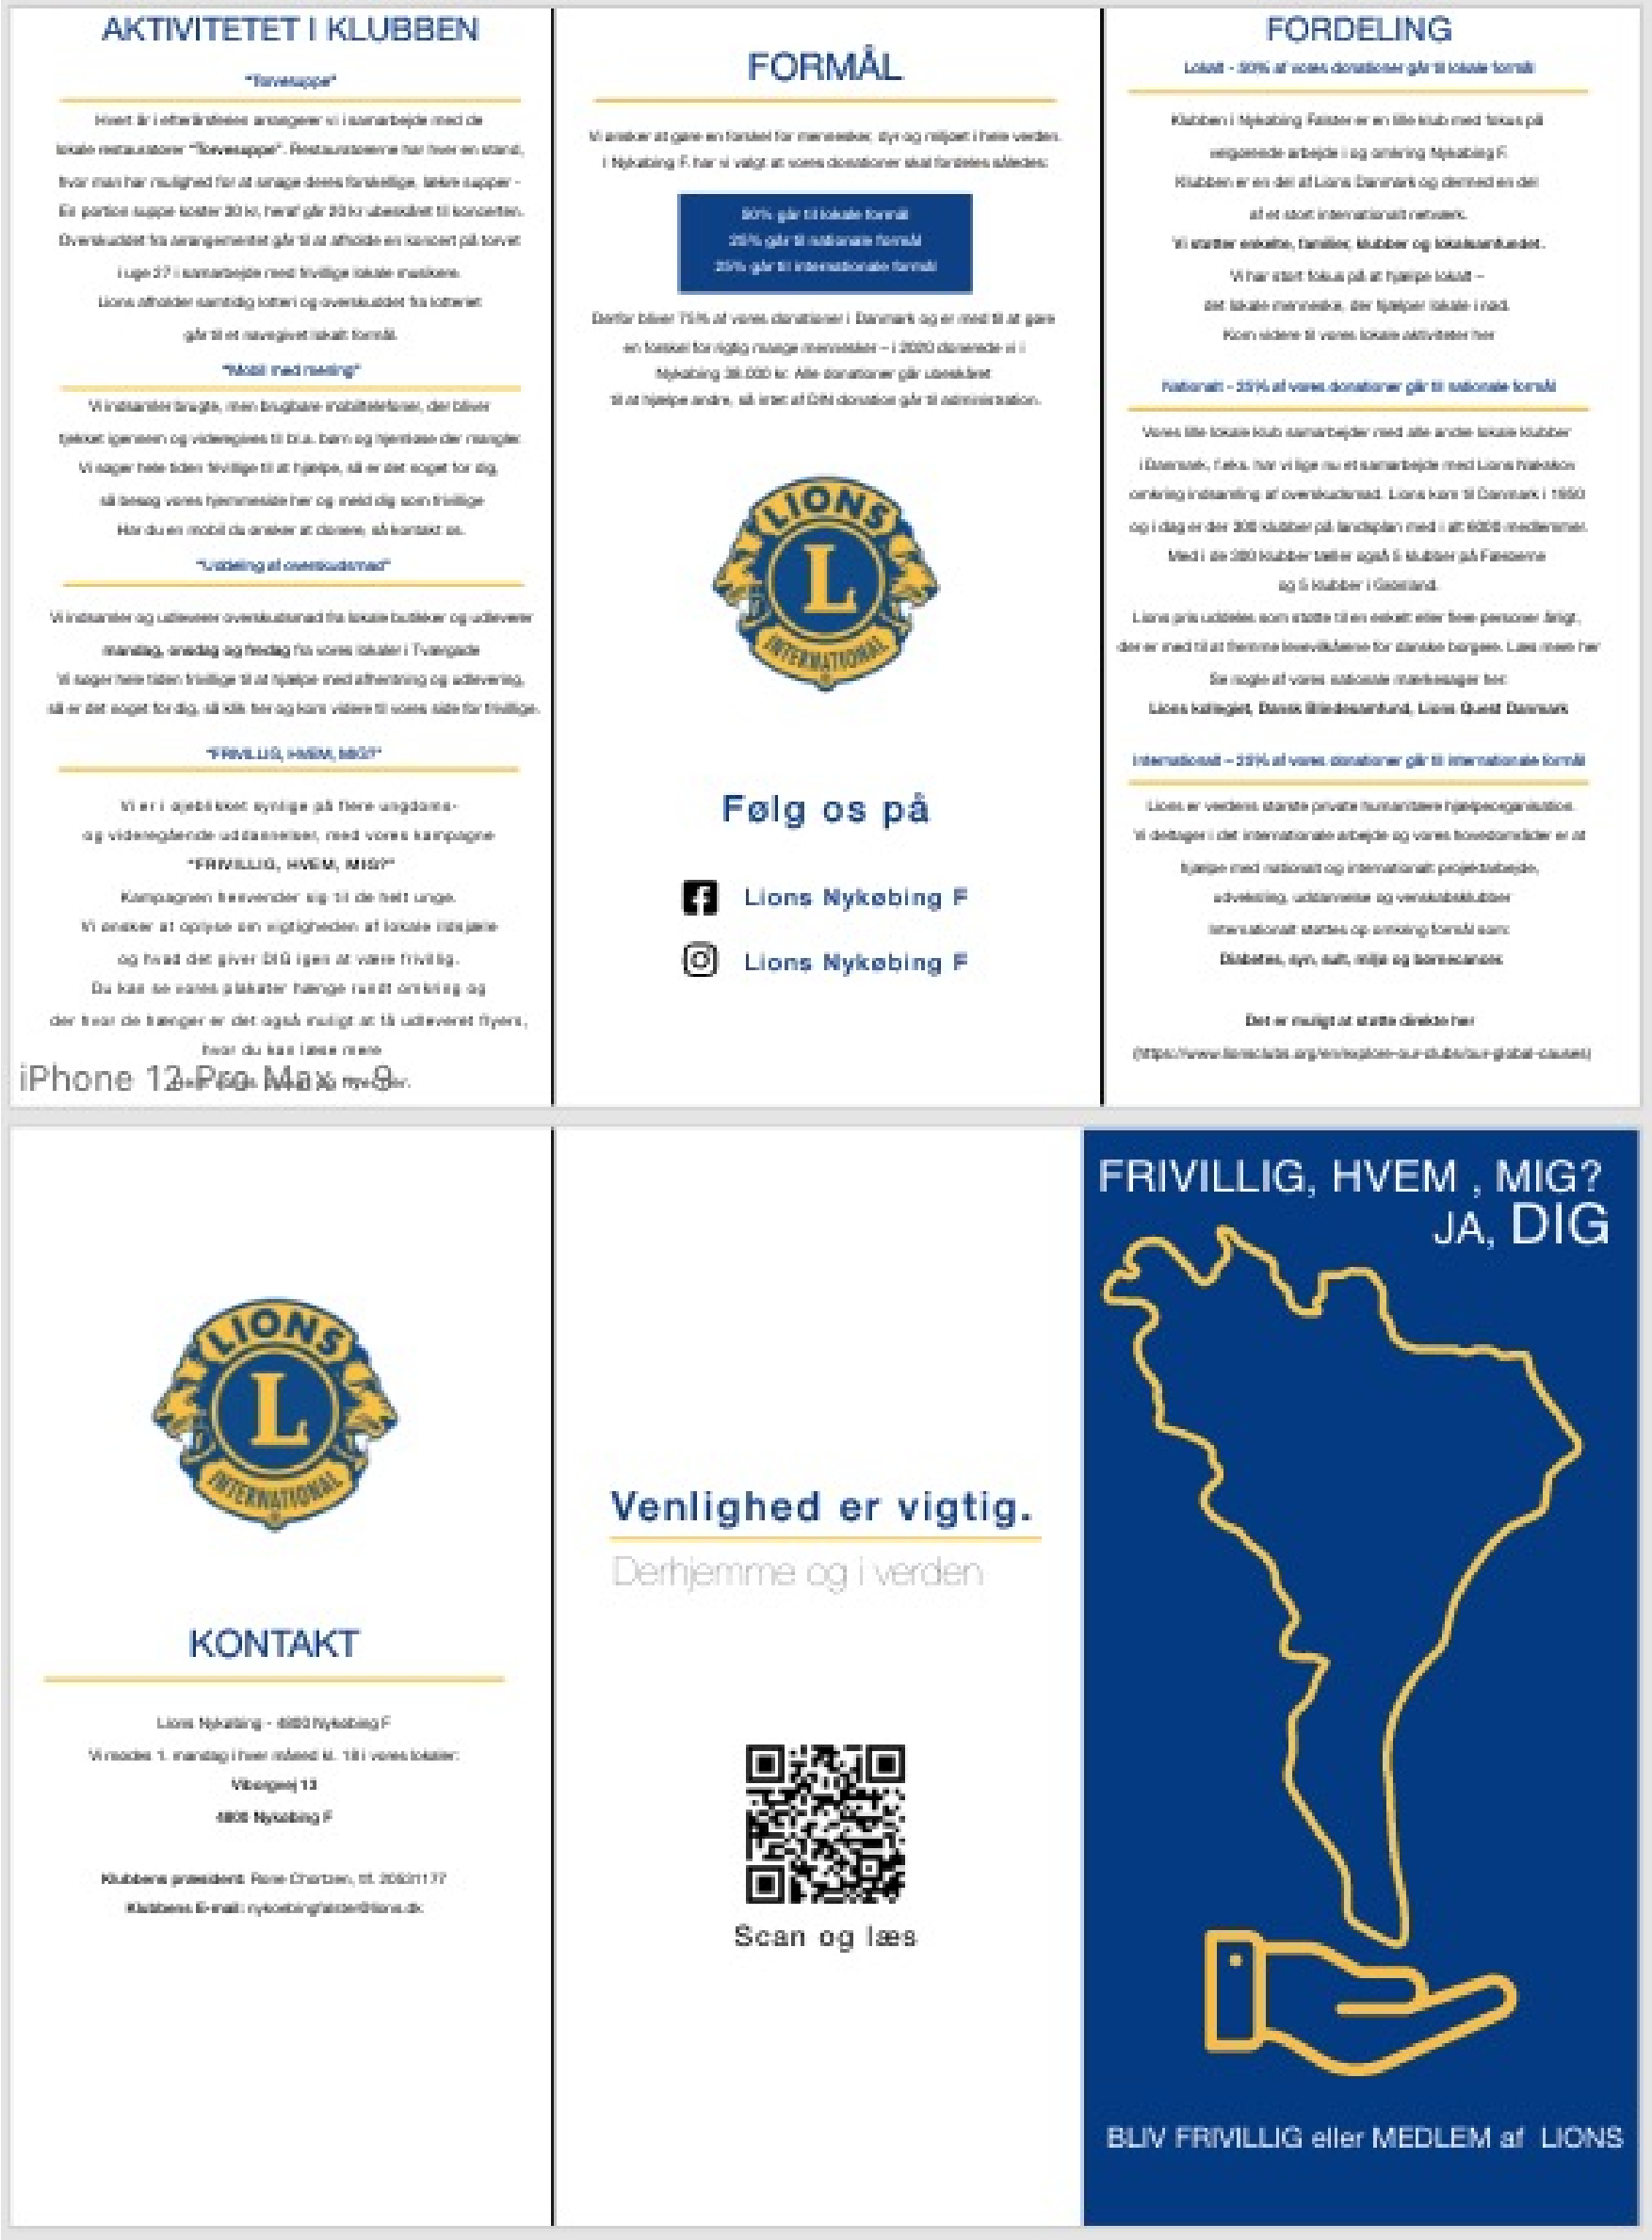 AKTIVITETET I KLUBBEN
"Torvesuppe"
Hvert år i efterårsferien arrangerer vi i samarbejde med de
lokale restauratører "Torvesuppe". Restauratørerne har hver en stand,
hvor man har mulighed for at smage deres forskellige, lækre supper -
En portion suppe koster 30 kr, heraf går 20 kr ubeskåret til koncerten.
Overskuddet fra arrangementet går til at afholde en koncert på torvet
i uge 27 i samarbejde med frivillige lokale musikere.
Lions afholder samtidig lotteri og overskuddet fra lotteriet
går til et navngivet lokalt formål.
"Mobil med mening"
Vi indsamler brugte, men brugbare mobiltelefoner, der bliver
tjekket igennem og videregives til bl.a. børn og hjemløse der mangler.
Vi søger hele tiden frivillige til at hjælpe, så er det noget for dig,
så besøg vores hjemmeside her og meld dig som frivillige
Har du en mobil du ønsker at donere, så kontakt os.
"Uddeling af overskudsmad"
Vi indsamler og udleverer overskudsmad fra lokale butikker og udleverer
mandag, onsdag og fredag fra vores lokaler i Tværgade
Vi søger hele tiden frivillige til at hjælpe med afhentning og udlevering,
så er det noget for dig, så klik her og kom videre til vores side for frivillige.
"FRIVILLIG, HVEM, MIG?"
Vi er i øjeblikket synlige på flere ungdoms-
og videregående uddannelser, med vores kampagne
"FRIVILLIG, HVEM, MIG?"
Kampagnen henvender sig til de helt unge.
Vi ønsker at oplyse om vigtigheden af lokale ildsjæle
og hvad det giver DIG igen at være frivillig.
Du kan se vores plakater hænge rundt omkring og
der hvor de hænger er det også muligt at få udleveret flyers,
hvor du kan læse mere
iPhone 12 Pro Max – 9
FORMÅL
Vi ønsker at gøre en forskel for mennesker, dyr og miljøet i hele verden.
I Nykøbing F. har vi valgt at vores donationer skal fordeles således:
50% går til lokale formål
25% går til nationale formål
25% går til internationale formål
Derfor bliver 75% af vores donationer i Danmark og er med til at gøre
en forskel for rigtig mange mennesker – i 2020 donerede vi i
Nykøbing 38.000 kr. Alle donationer går ubeskåret
til at hjælpe andre, så intet af DIN donation går til administration.
LIONS
L
INTERNATIONAL
Følg os på
Lions Nykøbing F
Lions Nykøbing F
FORDELING
Lokalt - 50% af vores donationer går til lokale formål
Klubben i Nykøbing Falster er en lille klub med fokus på
velgørende arbejde i og omkring Nykøbing F.
Klubben er en del af Lions Danmark og dermed en del
af et stort internationalt netværk.
Vi støtter enkelte, familier, klubber og lokalsamfundet.
Vi har stort fokus på at hjælpe lokalt –
det lokale menneske, der hjælper lokale i nød.
Kom videre til vores lokale aktiviteter her
Nationalt - 25% af vores donationer går til nationale formål
Vores lille lokale klub samarbejder med alle andre lokale klubber
i Danmark, f.eks. har vi lige nu et samarbejde med Lions Nakskov
omkring indsamling af overskudsmad. Lions kom til Danmark i 1950
og i dag er der 300 klubber på landsplan med i alt 6000 medlemmer.
Med i de 300 klubber tæller også 5 klubber på Færøerne
og 5 klubber i Grønland.
Lions pris uddeles som støtte til en enkelt eller flere personer årligt,
der er med til at fremme levevilkårene for danske borgere. Læs mere her
Se nogle af vores nationale mærkesager her:
Lions kollegiet, Dansk Blindesamfund, Lions Quest Danmark
Internationalt – 25% af vores donationer går til internationale formål
Lions er verdens største private humanitære hjælpeorganisation.
Vi deltager i det internationale arbejde og vores hovedområder er at
hjælpe med nationalt og internationalt projektarbejde,
udveksling, uddannelse og venskabsklubber
Internationalt støttes op omkring formål som:
Diabetes, syn, sult, miljø og børnecancer
Det er muligt at støtte direkte her
(https://www.lionsclubs.org/en/explore-our-clubs/our-global-causes)
LIONS
L
INTERNATIONAL
KONTAKT
Lions Nykøbing - 4800 Nykøbing F
Vi mødes 1. mandag i hver måned kl. 18 i vores lokaler:
Viborgvej 13
4800 Nykøbing F
Klubbens præsident: Rene Chortzen, tlf. 20531177
Klubbens E-mail: nykoebingfalster@lions.dk
Venlighed er vigtig.
Derhjemme og i verden
Scan og læs
FRIVILLIG, HVEM , MIG?
JA, DIG
BLIV FRIVILLIG eller MEDLEM af LIONS